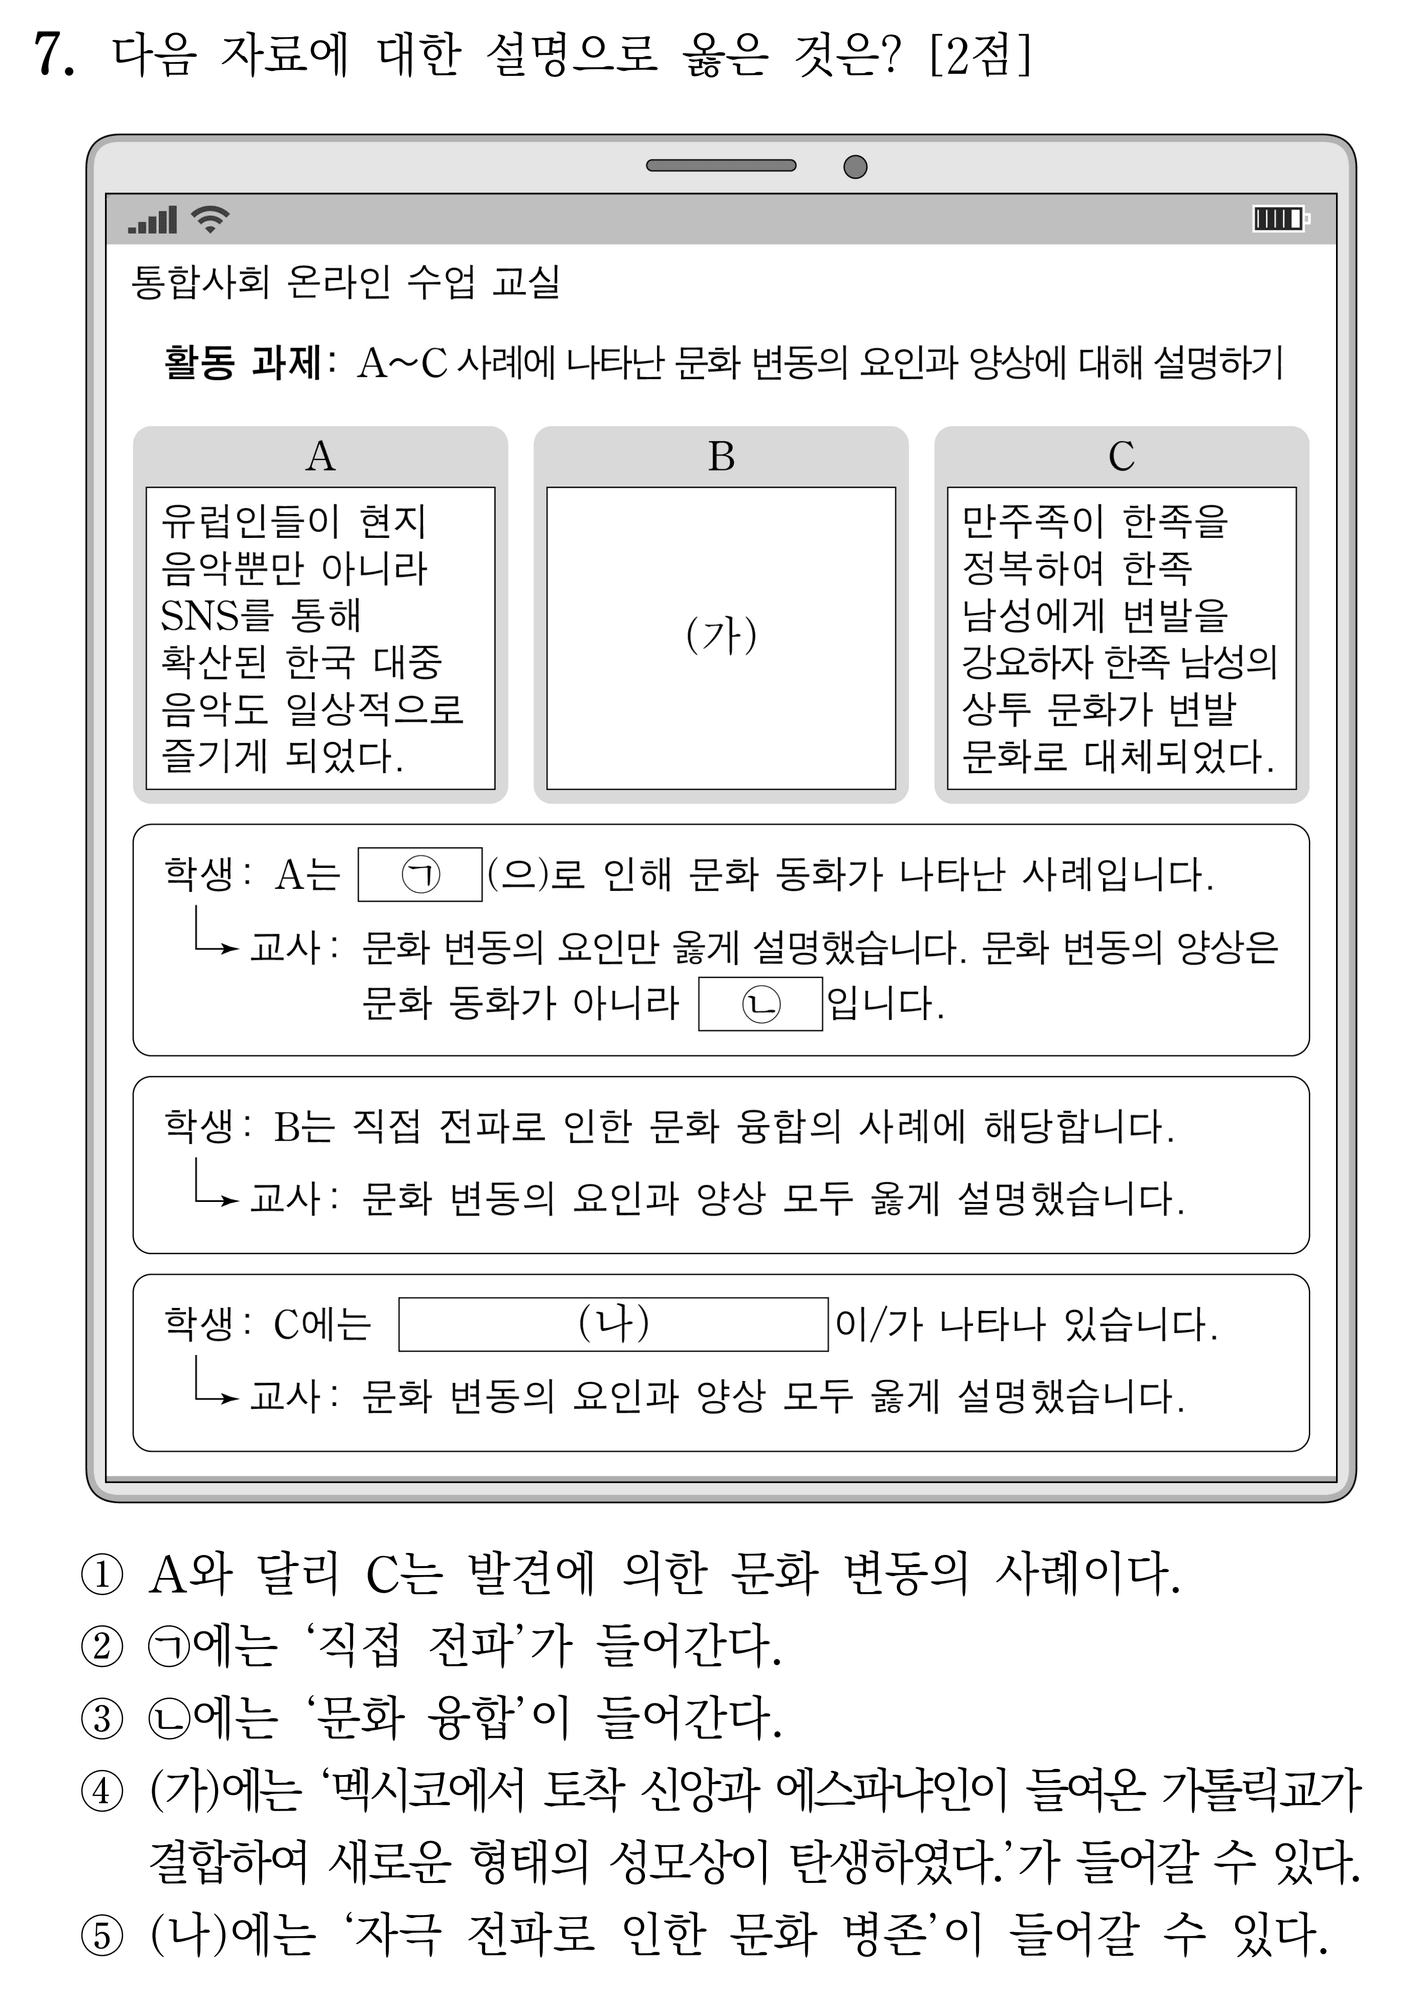 7. 다음 자료에 대한 설명으로 옳은 것은? [2점]
통합사회 온라인 수업 교실
활동 과제: A～C 사례에 나타난 문화 변동의 요인과 양상에 대해 설명하기
A
유럽인들이 현지
음악뿐만 아니라
SNS를 통해
확산된 한국 대중
음악도 일상적으로
즐기게 되었다.
B
(가)
C
만주족이 한족을
정복하여 한족
남성에게 변발을
강요하자 한족 남성의
상투 문화가 변발
문화로 대체되었다.
학생: A는 ㉠(으)로 인해 문화 동화가 나타난 사례입니다.
교사: 문화 변동의 요인만 옳게 설명했습니다. 문화 변동의 양상은
문화 동화가 아니라 ㉡입니다.
학생: B는 직접 전파로 인한 문화 융합의 사례에 해당합니다.
교사: 문화 변동의 요인과 양상 모두 옳게 설명했습니다.
학생: C에는 (나)이/가 나타나 있습니다.
교사: 문화 변동의 요인과 양상 모두 옳게 설명했습니다.
① A와 달리 C는 발견에 의한 문화 변동의 사례이다.
② ㉠에는 ‘직접 전파’가 들어간다.
③ ㉡에는 ‘문화 융합’이 들어간다.
④ (가)에는 ‘멕시코에서 토착 신앙과 에스파냐인이 들여온 가톨릭교가
결합하여 새로운 형태의 성모상이 탄생하였다.’가 들어갈 수 있다.
⑤ (나)에는 ‘자극 전파로 인한 문화 병존’이 들어갈 수 있다.